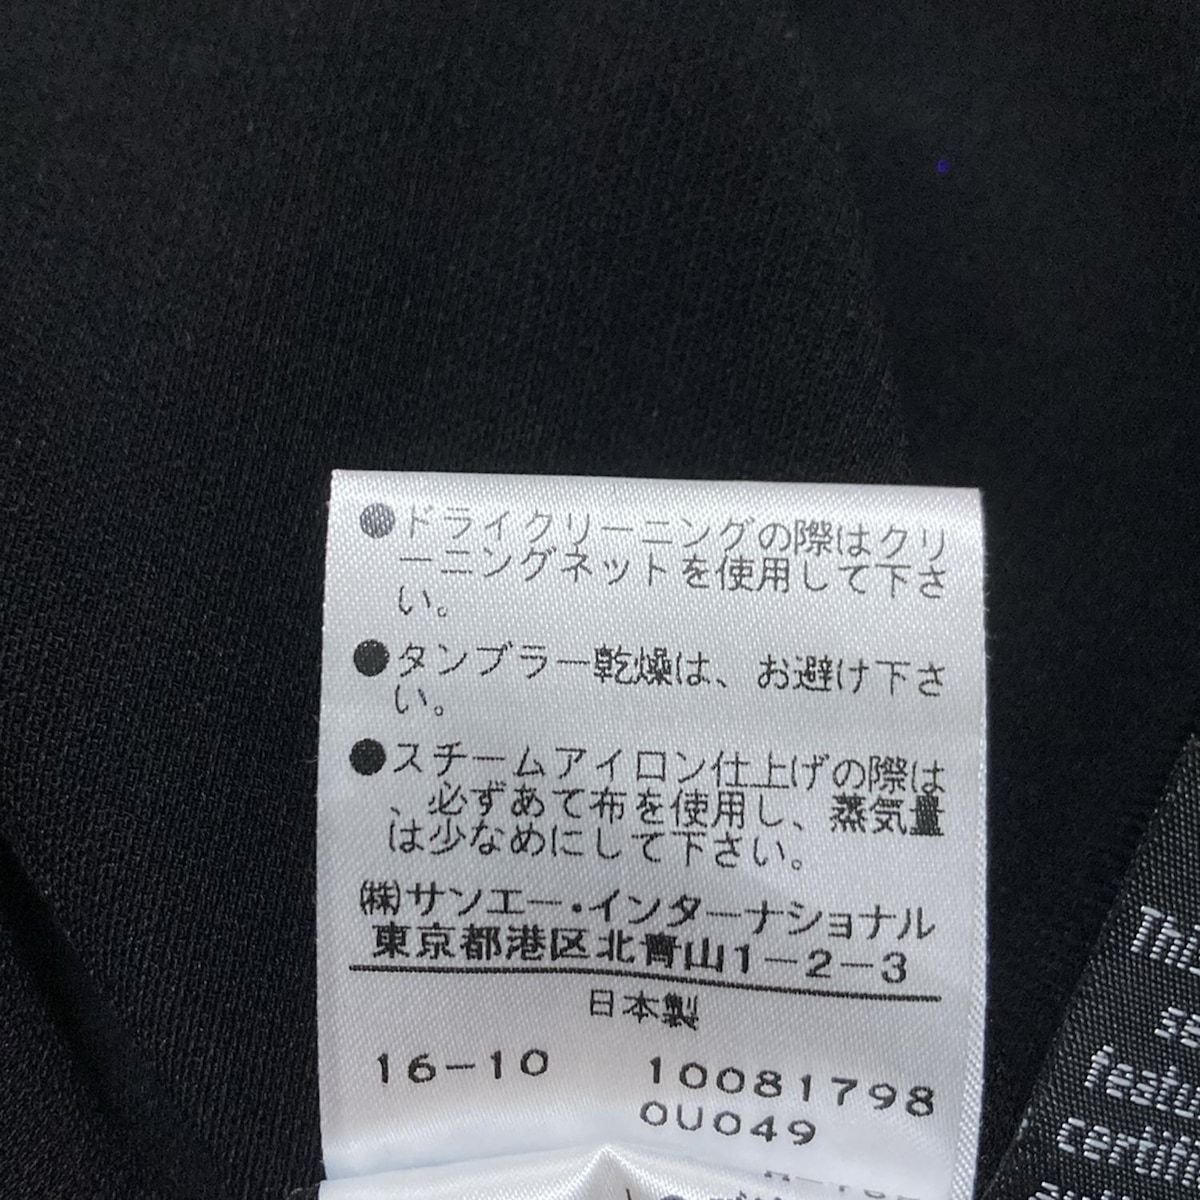 ●ドライクリーニングの際はクリ
ーニングネットを使用して下さ
い。
●タンブラー乾燥は、お避け下さ
い。
●スチームアイロン仕上げの際は
、必ずあて布を使用し、蒸気量
は少なめにして下さい。
㈱サンエー・インターナショナル
東京都港区北青山1-2-3
日本製
16-10 10081798
0U049